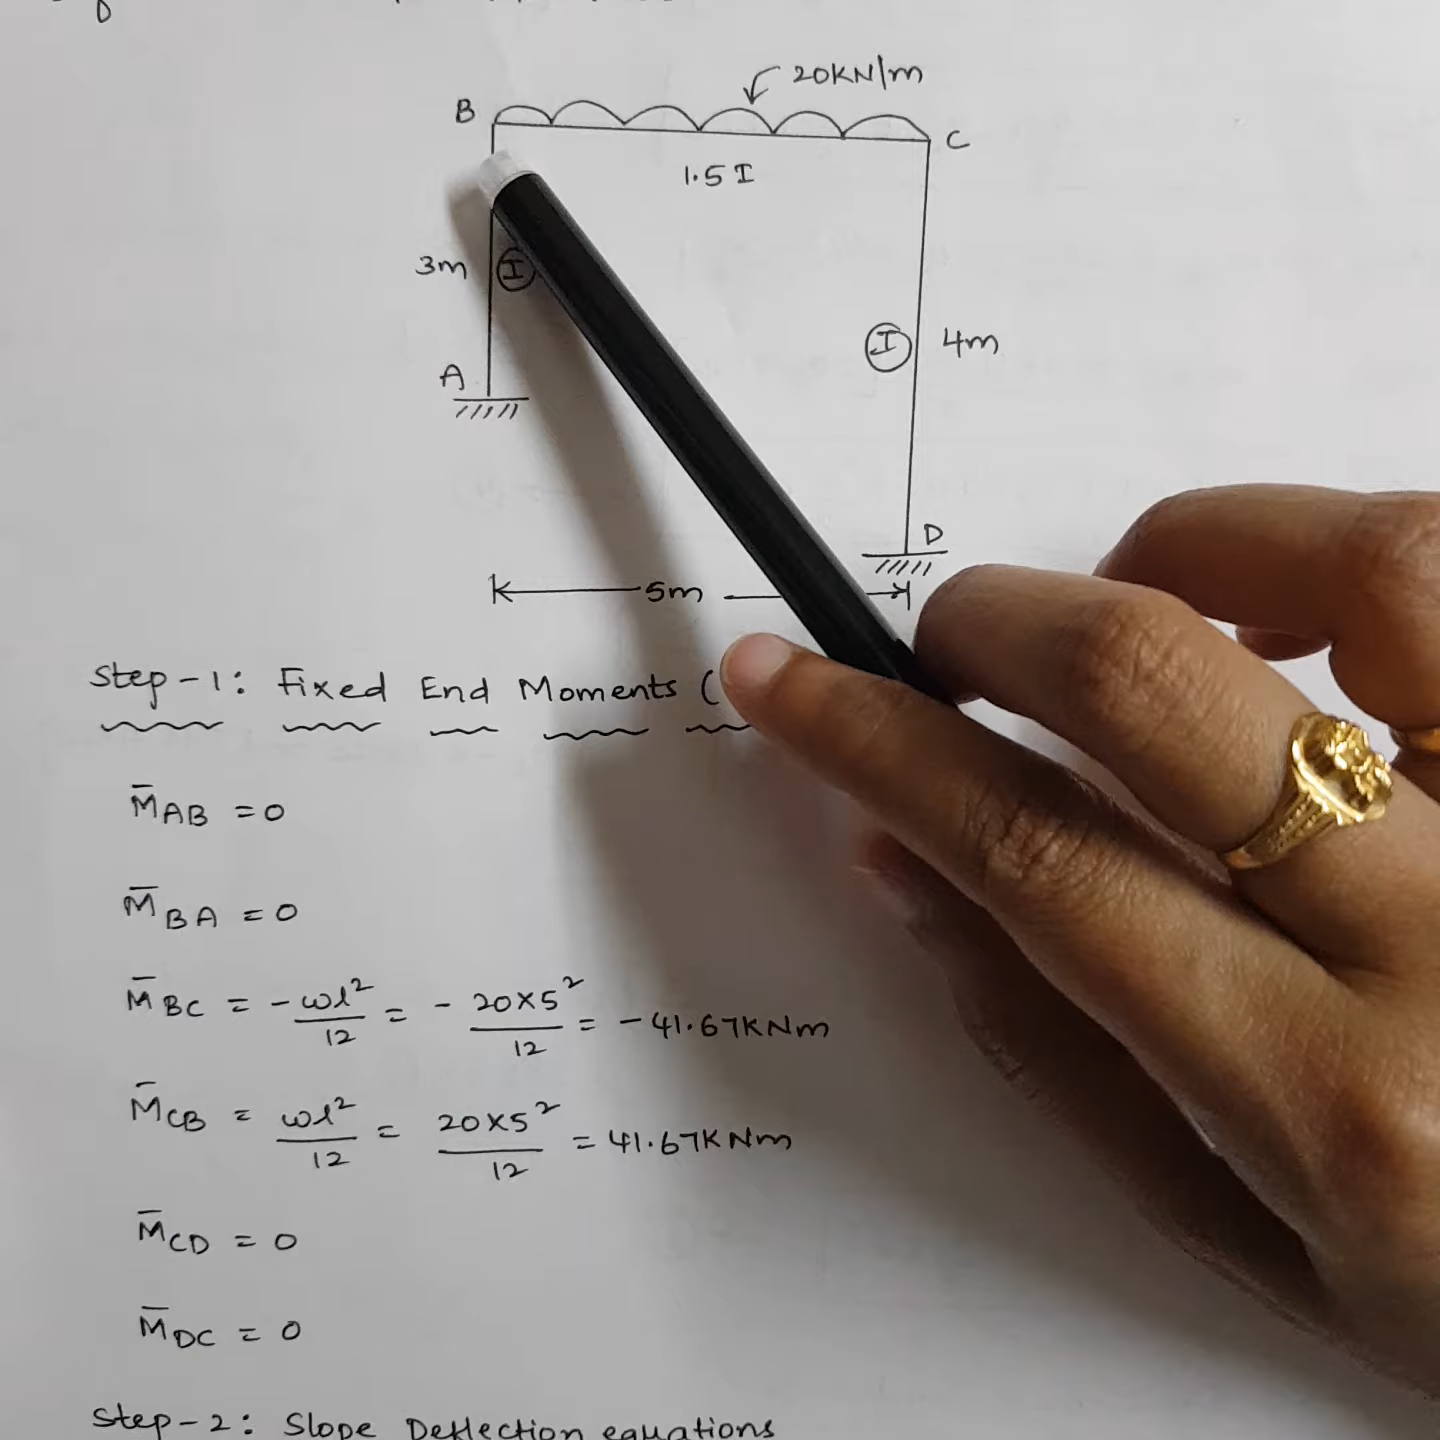 20KN/m
B
C
1.5 I
3m
I
I
4m
A
D
5m
Step-1: Fixed End Moments (
M̄AB = 0
M̄BA = 0
M̄BC = -wl²/12 = - 20×5²/12 = -41.67KNm
M̄CB = wl²/12 = 20×5²/12 = 41.67KNm
M̄CD = 0
M̄DC = 0
Step-2: Slope Deflection equations